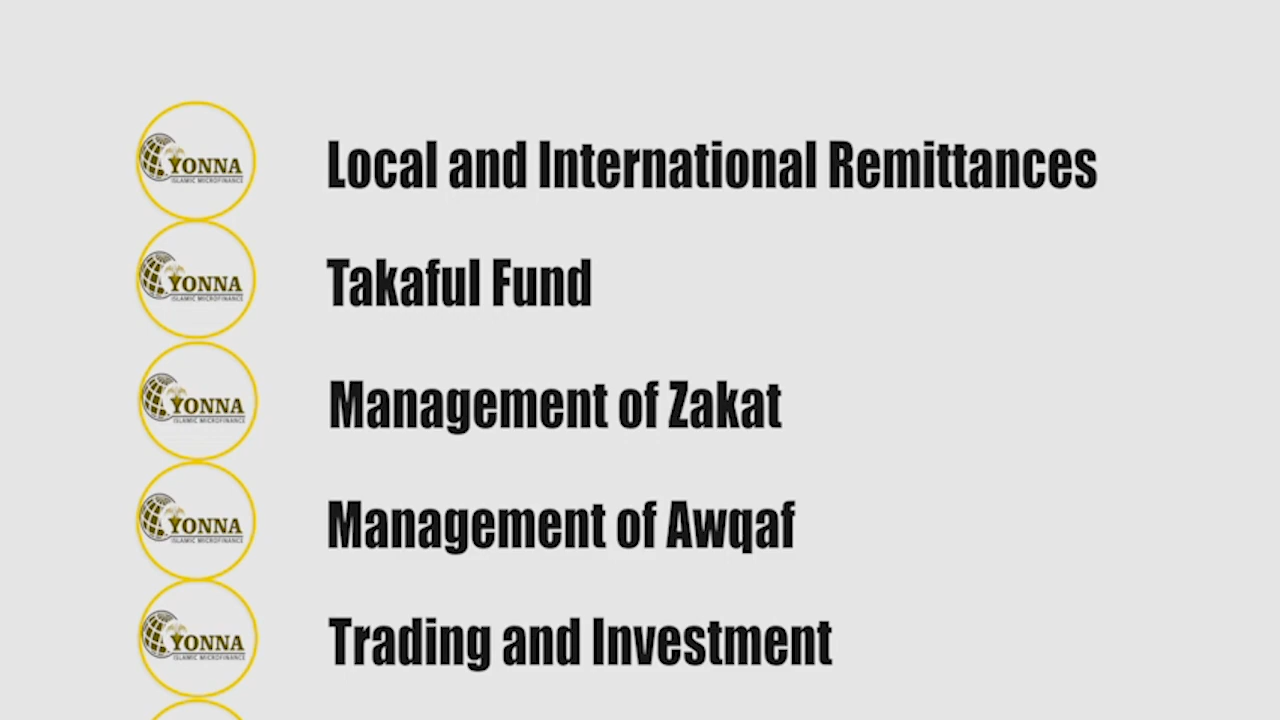 YONNA
ISLAMIC MICROFINANCE
Local and International Remittances
YONNA
ISLAMIC MICROFINANCE
Takaful Fund
YONNA
ISLAMIC MICROFINANCE
Management of Zakat
YONNA
ISLAMIC MICROFINANCE
Management of Awqaf
YONNA
ISLAMIC MICROFINANCE
Trading and Investment